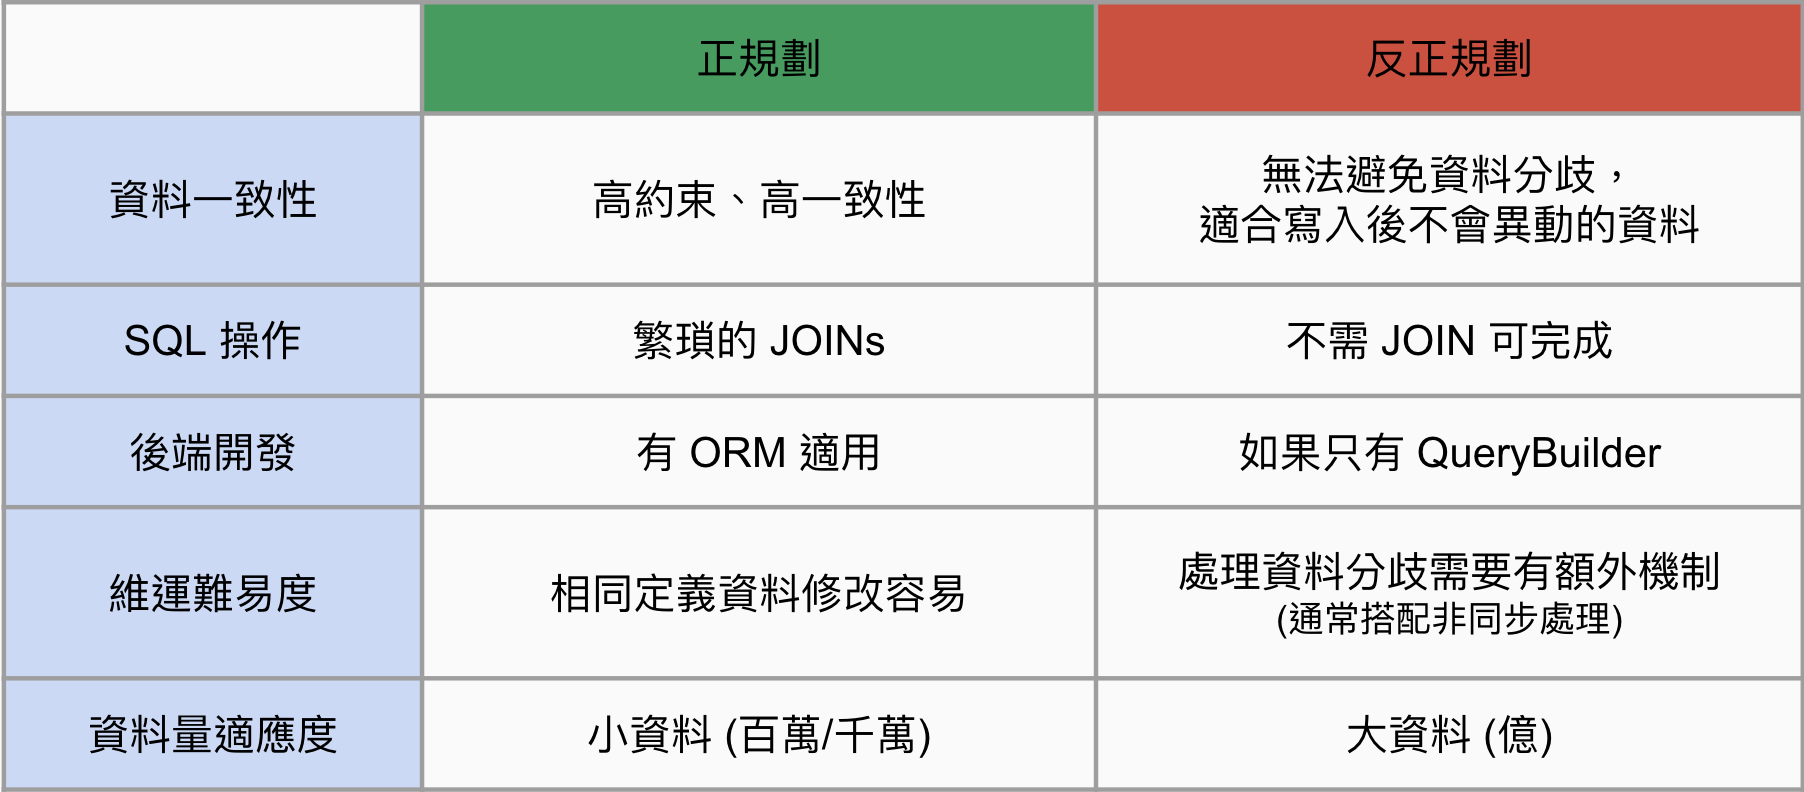 正規劃
反正規劃
資料一致性
高約束、高一致性
無法避免資料分歧，
適合寫入後不會異動的資料
SQL 操作
繁瑣的 JOINs
不需 JOIN 可完成
後端開發
有 ORM 適用
如果只有 QueryBuilder
維運難易度
相同定義資料修改容易
處理資料分歧需要有額外機制
(通常搭配非同步處理)
資料量適應度
小資料 (百萬/千萬)
大資料 (億)